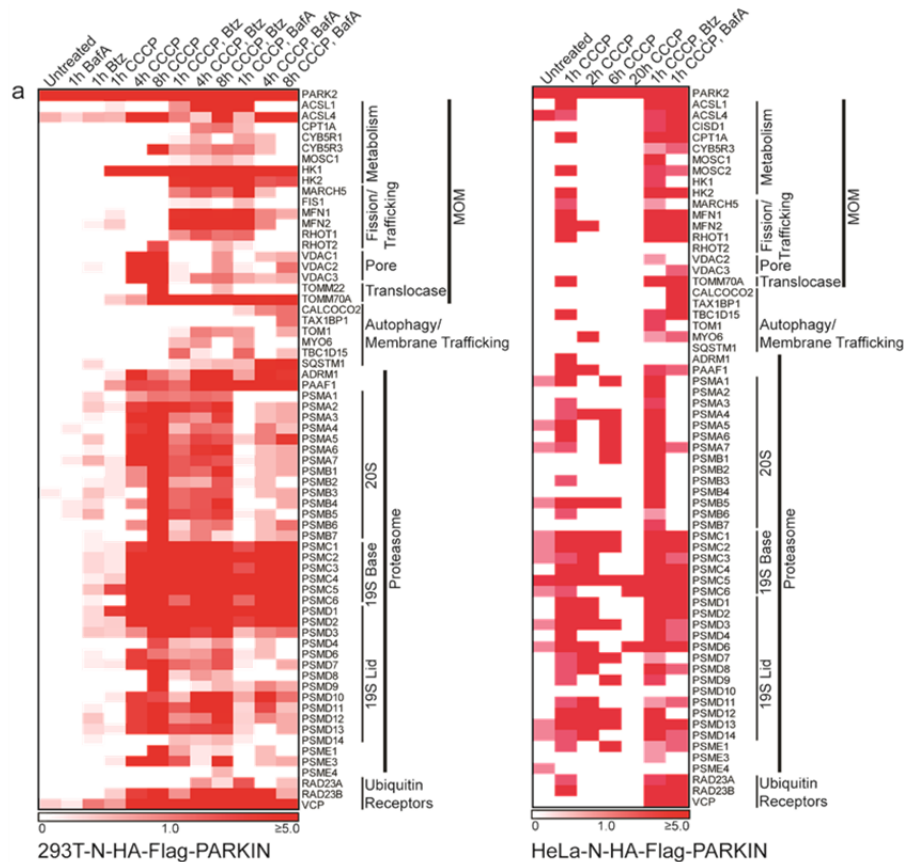 a
Untreated
1h BafA
1h Btz
1h CCCP
4h CCCP
8h CCCP
1h CCCP, Btz
4h CCCP, Btz
8h CCCP, Btz
1h CCCP, BafA
4h CCCP, BafA
8h CCCP, BafA
PARK2
ACSL1
ACSL4
CPT1A
CYB5R1
CYB5R3
MOSC1
HK1
HK2
MARCH5
FIS1
MFN1
MFN2
RHOT1
RHOT2
VDAC1
VDAC2
VDAC3
TOMM22
TOMM70A
CALCOCO2
TAX1BP1
TOM1
MYO6
TBC1D15
SQSTM1
ADRM1
PAAF1
PSMA1
PSMA2
PSMA3
PSMA4
PSMA5
PSMA6
PSMA7
PSMB1
PSMB2
PSMB3
PSMB4
PSMB5
PSMB6
PSMB7
PSMC1
PSMC2
PSMC3
PSMC4
PSMC5
PSMC6
PSMD1
PSMD2
PSMD3
PSMD4
PSMD6
PSMD7
PSMD8
PSMD9
PSMD10
PSMD11
PSMD12
PSMD13
PSMD14
PSME1
PSME3
PSME4
RAD23A
RAD23B
VCP
Metabolism
Fission/
Trafficking
Pore
Translocase
MOM
Autophagy/
Membrane Trafficking
20S
19S Base
19S Lid
Proteasome
Ubiquitin
Receptors
0 1.0 ≥5.0
293T-N-HA-Flag-PARKIN
Untreated
1h CCCP
2h CCCP
6h CCCP
20h CCCP
1h CCCP, Btz
1h CCCP, BafA
PARK2
ACSL1
ACSL4
CiSD1
CPT1A
CYB5R3
MOSC1
MOSC2
HK1
HK2
MARCH5
MFN1
MFN2
RHOT1
RHOT2
VDAC2
VDAC3
TOMM70A
CALCOCO2
TAX1BP1
TBC1D15
TOM1
MYO6
SQSTM1
ADRM1
PAAF1
PSMA1
PSMA2
PSMA3
PSMA4
PSMA5
PSMA6
PSMA7
PSMB1
PSMB2
PSMB3
PSMB4
PSMB5
PSMB6
PSMB7
PSMC1
PSMC2
PSMC3
PSMC4
PSMC5
PSMC6
PSMD1
PSMD2
PSMD3
PSMD4
PSMD6
PSMD7
PSMD8
PSMD9
PSMD10
PSMD11
PSMD12
PSMD13
PSMD14
PSME1
PSME3
PSME4
RAD23A
RAD23B
VCP
Metabolism
Fission/
Trafficking
Pore
Translocase
MOM
Autophagy/
Membrane Trafficking
20S
19S Base
19S Lid
Proteasome
Ubiquitin
Receptors
0 1.0 ≥5.0
HeLa-N-HA-Flag-PARKIN